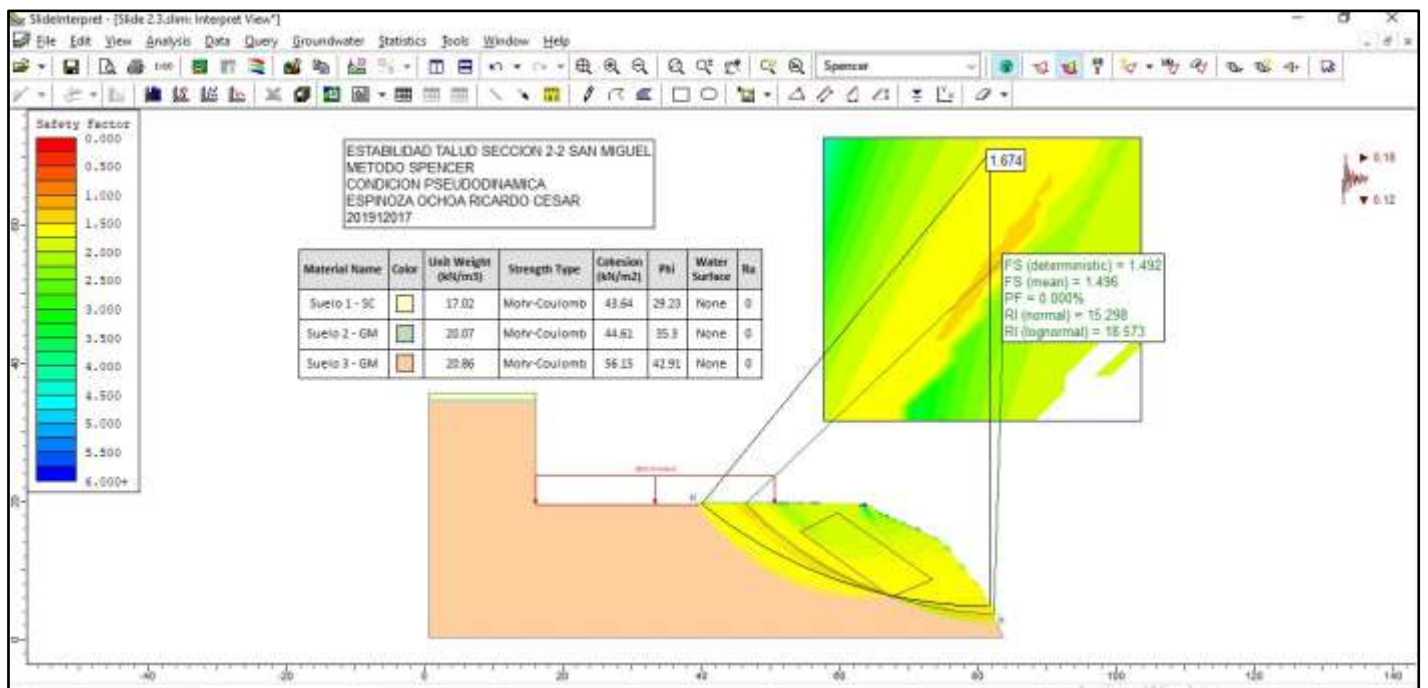 SlideInterpret - [Slide 2.3.slim: Interpret View*]
File Edit View Analysis Data Query Groundwater Statistics Tools Window Help
1:00 Spencer
Safety Factor
0.000
0.500
1.000
1.500
2.000
2.500
3.000
3.500
4.000
4.500
5.000
5.500
6.000+
ESTABILIDAD TALUD SECCION 2-2 SAN MIGUEL
METODO SPENCER
CONDICION PSEUDODINAMICA
ESPINOZA OCHOA RICARDO CESAR
201912017
Material Name Color Unit Weight (kN/m3) Strength Type Cohesion (kN/m2) Phi Water Surface Ru
Suelo 1 - SC 17.02 Mohr-Coulomb 43.64 29.23 None 0
Suelo 2 - GM 20.07 Mohr-Coulomb 44.61 35.3 None 0
Suelo 3 - GM 20.86 Mohr-Coulomb 56.15 42.91 None 0
1.674
FS (deterministic) = 1.492
FS (mean) = 1.496
PF = 0.000%
RI (normal) = 15.298
RI (lognormal) = 18.573
0.18
0.12
60
40
20
0
-40 -20 0 20 40 60 80 100 120 140